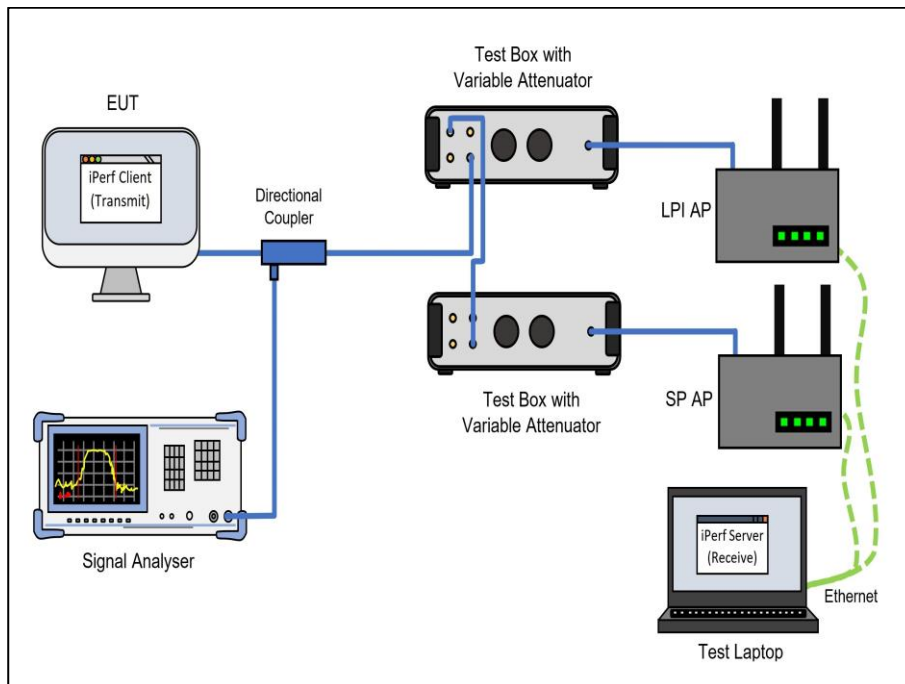 Test Box with
Variable Attenuator
EUT
iPerf Client
(Transmit)
Directional
Coupler
LPI AP
Test Box with
Variable Attenuator
SP AP
Signal Analyser
iPerf Server
(Receive)
Ethernet
Test Laptop